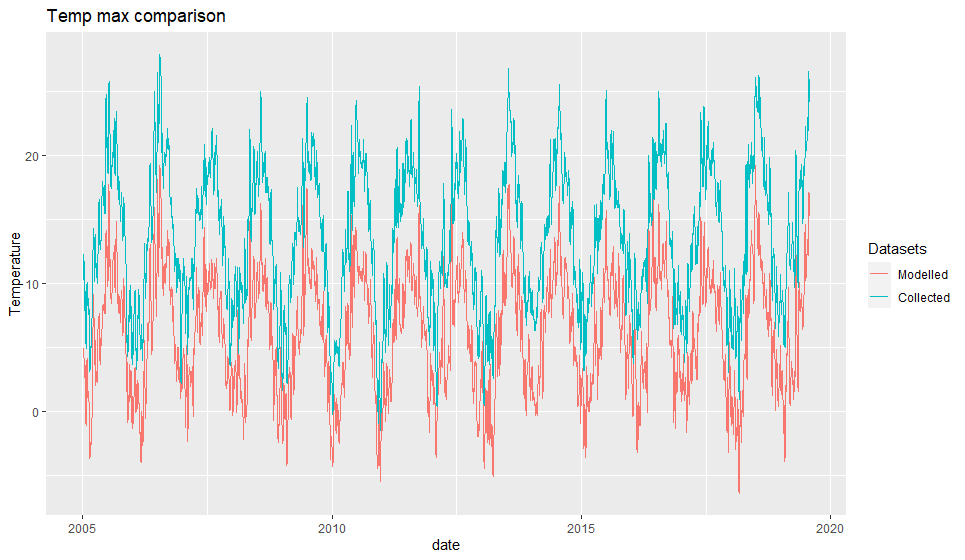 Temp max comparison
Temperature
20
10
0
2005
2010
2015
2020
date
Datasets
Modelled
Collected